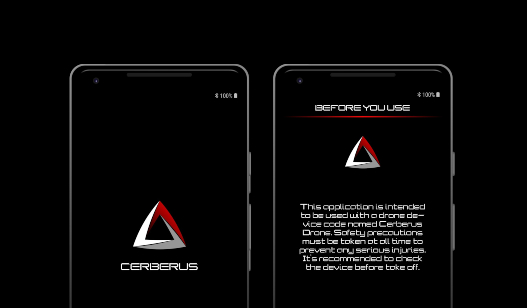 100%
CERBERUS
100%
BEFORE YOU USE
This application is intended
to be used with a drone de-
vice code named Cerberus
Drone. Safety precautions
must be taken at all time to
prevent any serious injuries.
It's recommended to check
the device before take off.